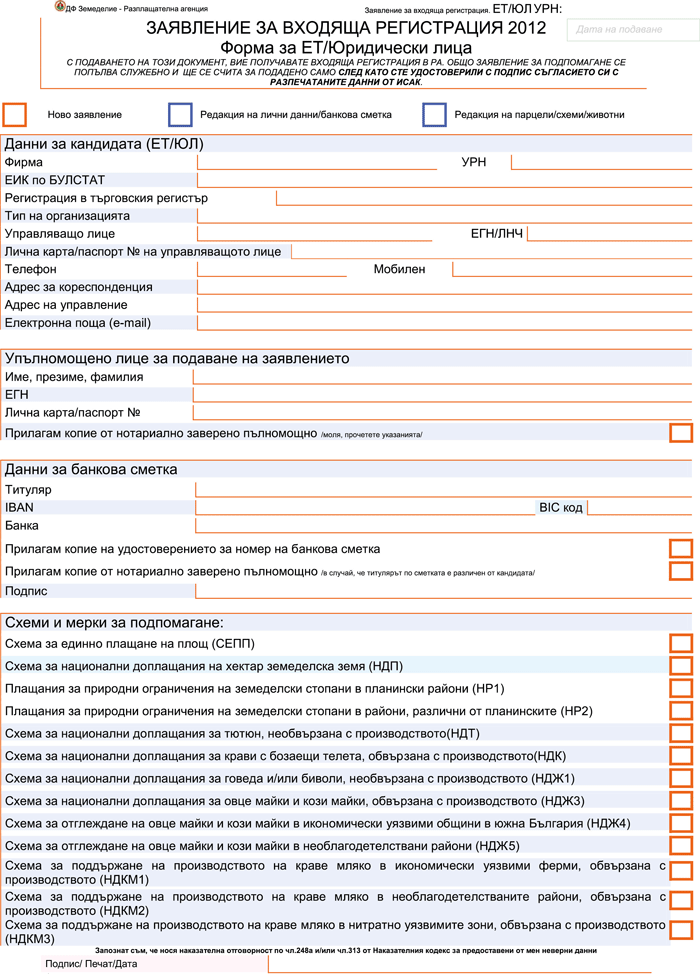 ДФ Земеделие - Разплащателна агенция
Заявление за входяща регистрация. ЕТ/ЮЛ УРН:
Дата на подаване
ЗАЯВЛЕНИЕ ЗА ВХОДЯЩА РЕГИСТРАЦИЯ 2012
Форма за ЕТ/Юридически лица
С ПОДАВАНЕТО НА ТОЗИ ДОКУМЕНТ, ВИЕ ПОЛУЧАВАТЕ ВХОДЯЩА РЕГИСТРАЦИЯ В РА. ОБЩО ЗАЯВЛЕНИЕ ЗА ПОДПОМАГАНЕ СЕ
ПОПЪЛВА СЛУЖЕБНО И ЩЕ СЕ СЧИТА ЗА ПОДАДЕНО САМО СЛЕД КАТО СТЕ УДОСТОВЕРИЛИ С ПОДПИС СЪГЛАСИЕТО СИ С
РАЗПЕЧАТАНИТЕ ДАННИ ОТ ИСАК.
Ново заявление
Редакция на лични данни/банкова сметка
Редакция на парцели/схеми/животни
Данни за кандидата (ЕТ/ЮЛ)
Фирма УРН
ЕИК по БУЛСТАТ
Регистрация в търговския регистър
Тип на организацията
Управляващо лице ЕГН/ЛНЧ
Лична карта/паспорт № на управляващото лице
Телефон Мобилен
Адрес за кореспонденция
Адрес на управление
Електронна поща (e-mail)
Упълномощено лице за подаване на заявлението
Име, презиме, фамилия
ЕГН
Лична карта/паспорт №
Прилагам копие от нотариално заверено пълномощно /моля, прочетете указанията/
Данни за банкова сметка
Титуляр
IBAN BIC код
Банка
Прилагам копие на удостоверението за номер на банкова сметка
Прилагам копие от нотариално заверено пълномощно /в случай, че титулярът по сметката е различен от кандидата/
Подпис
Схеми и мерки за подпомагане:
Схема за единно плащане на площ (СЕПП)
Схема за национални доплащания на хектар земеделска земя (НДП)
Плащания за природни ограничения на земеделски стопани в планински райони (НР1)
Плащания за природни ограничения на земеделски стопани в райони, различни от планинските (НР2)
Схема за национални доплащания за тютюн, необвързана с производството(НДТ)
Схема за национални доплащания за крави с бозаещи телета, обвързана с производството(НДК)
Схема за национални доплащания за говеда и/или биволи, необвързана с производството (НДЖ1)
Схема за национални доплащания за овце майки и кози майки, обвързана с производството (НДЖ3)
Схема за отглеждане на овце майки и кози майки в икономически уязвими общини в южна България (НДЖ4)
Схема за отглеждане на овце майки и кози майки в необлагодетелствани райони (НДЖ5)
Схема за поддържане на производството на краве мляко в икономически уязвими ферми, обвързана с
производството (НДКМ1)
Схема за поддържане на производството на краве мляко в необлагодетелстваните райони, обвързана с
производството (НДКМ2)
Схема за поддържане на производството на краве мляко в нитратно уязвимите зони, обвързана с производството
(НДКМ3)
Запознат съм, че нося наказателна отговорност по чл.248а и/или чл.313 от Наказателния кодекс за предоставени от мен неверни данни
Подпис/ Печат/Дата